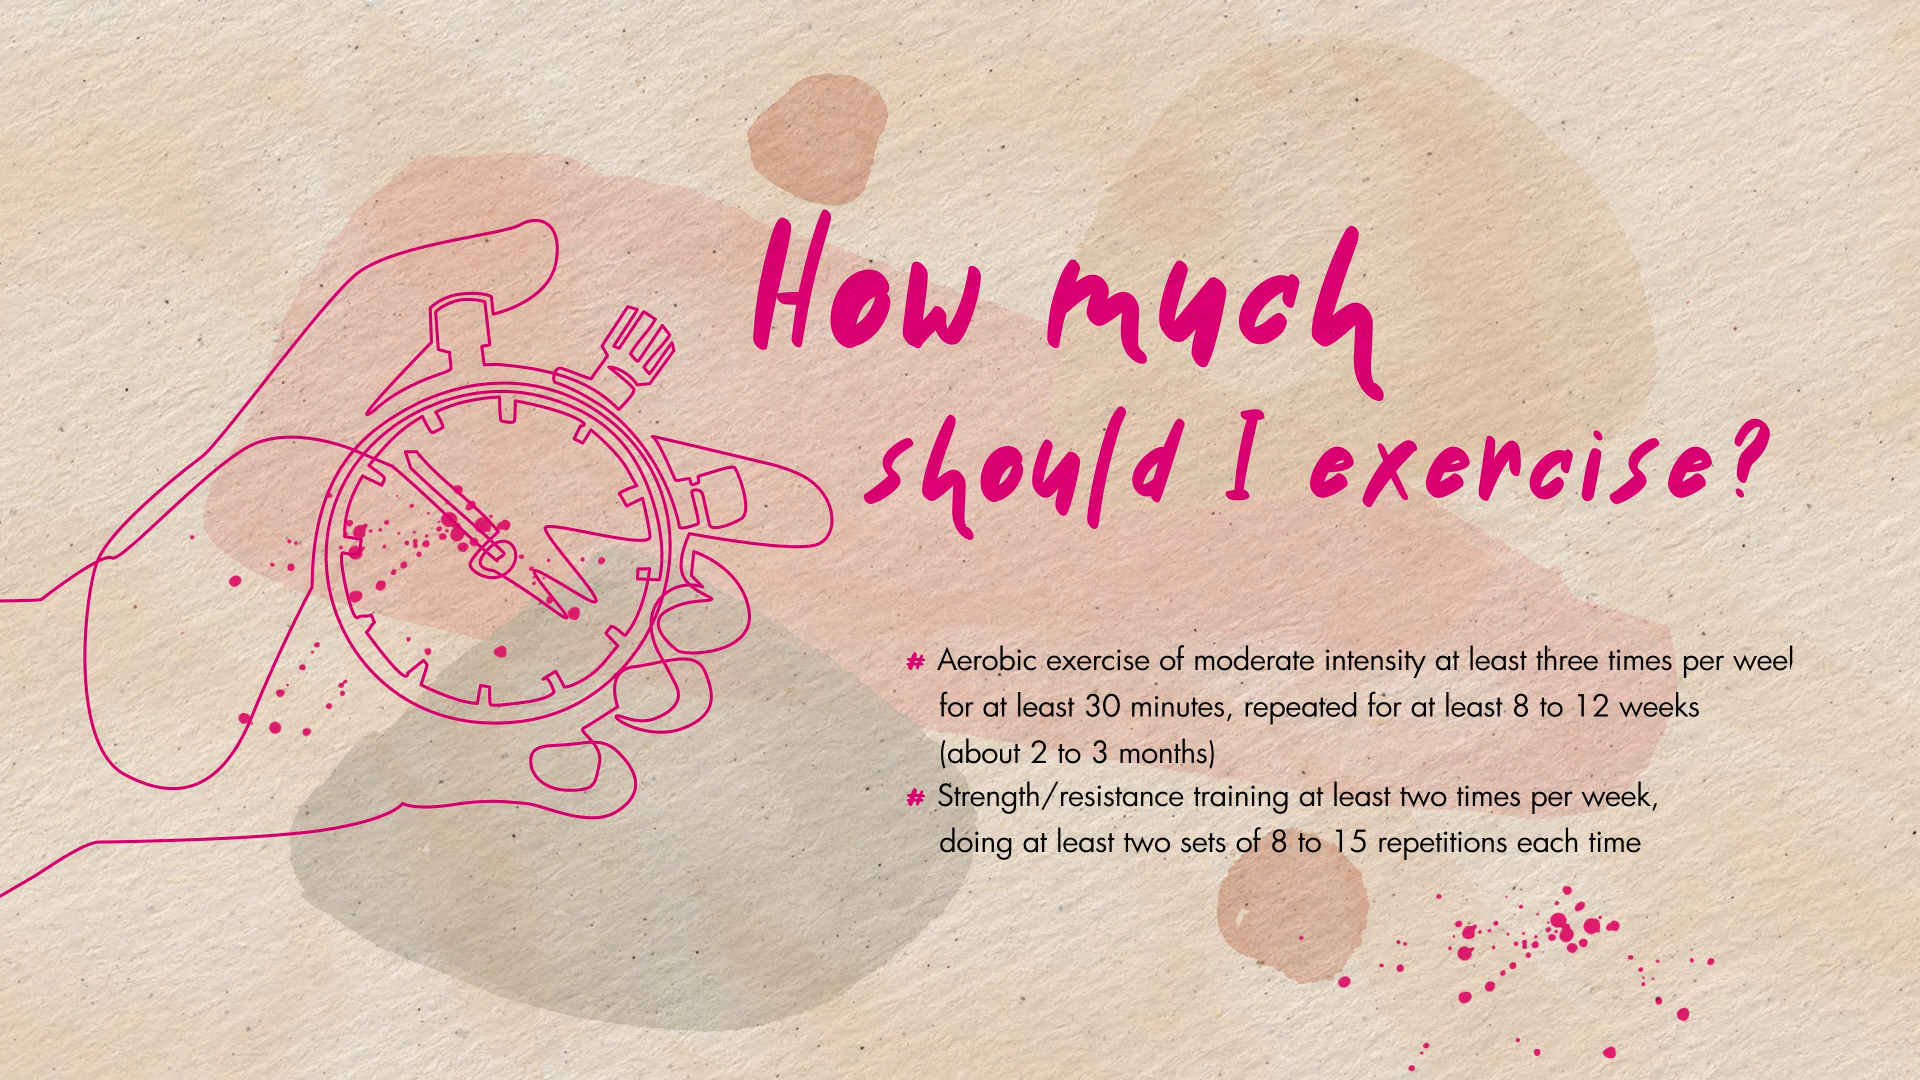 How much
should I exercise?
# Aerobic exercise of moderate intensity at least three times per weel
for at least 30 minutes, repeated for at least 8 to 12 weeks
(about 2 to 3 months)
# Strength/resistance training at least two times per week,
doing at least two sets of 8 to 15 repetitions each time